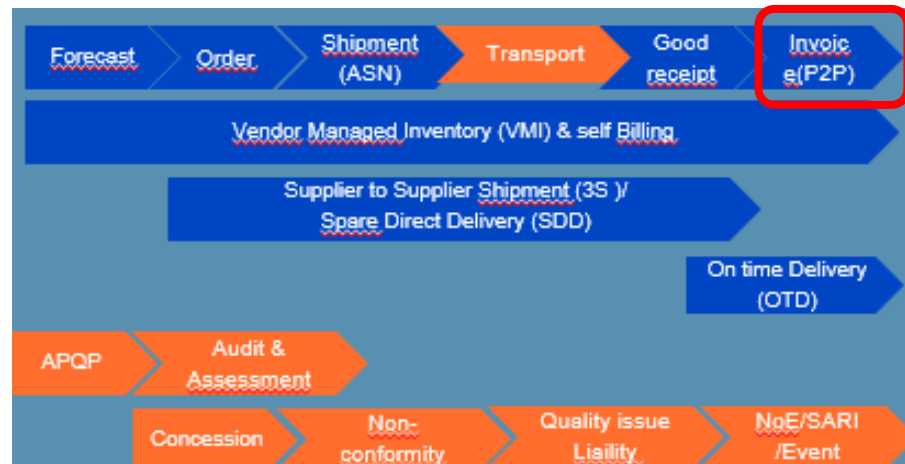 Forecast
Order
Shipment
(ASN)
Transport
Good
receipt
Invoic
e(P2P)
Vendor Managed Inventory (VMI) & self Billing
Supplier to Supplier Shipment (3S )/
Spare Direct Delivery (SDD)
On time Delivery
(OTD)
APQP
Audit &
Assessment
Concession
Non-
conformity
Quality issue
Liaility
NoE/SARI
/Event